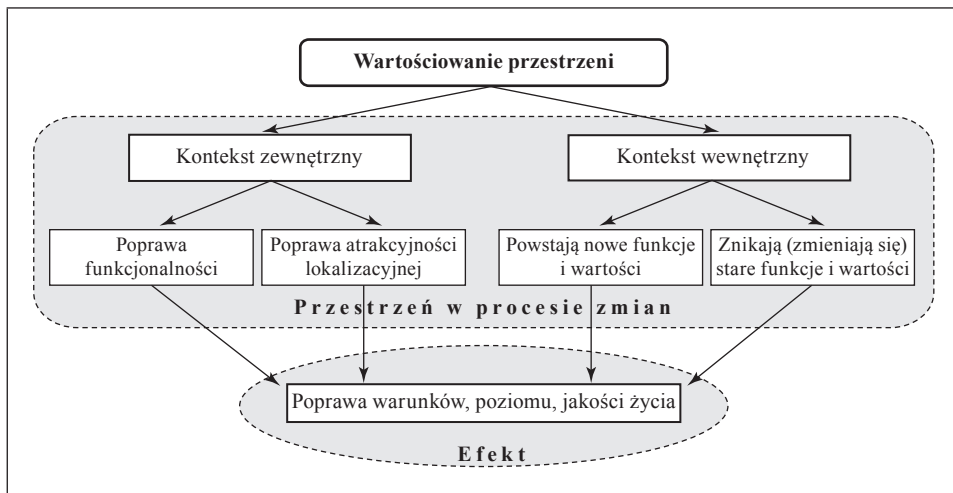 Wartościowanie przestrzeni
Kontekst zewnętrzny
Kontekst wewnętrzny
Poprawa
funkcjonalności
Poprawa atrakcyjności
lokalizacyjnej
Powstają nowe funkcje
i wartości
Znikają (zmieniają się)
stare funkcje i wartości
Przestrzeń w procesie zmian
Poprawa warunków, poziomu, jakości życia
Efekt